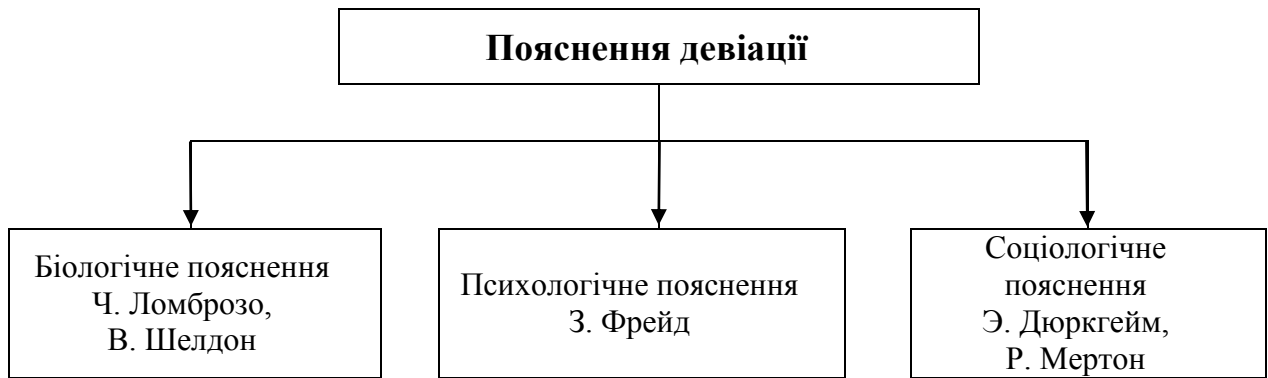 Пояснення девіації
Біологічне пояснення
Ч. Ломброзо,
В. Шелдон
Психологічне пояснення
З. Фрейд
Соціологічне
пояснення
Э. Дюркгейм,
Р. Мертон